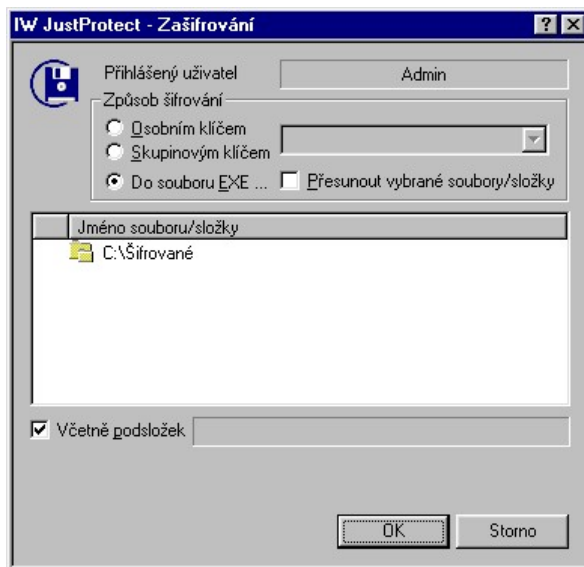 IW JustProtect - Zašifrování
Přihlášený uživatel Admin
Způsob šifrování
Osobním klíčem
Skupinovým klíčem
Do souboru EXE ... Přesunout vybrané soubory/složky
Jméno souboru/složky
C:\Šifrované
Včetně podsložek
OK Storno